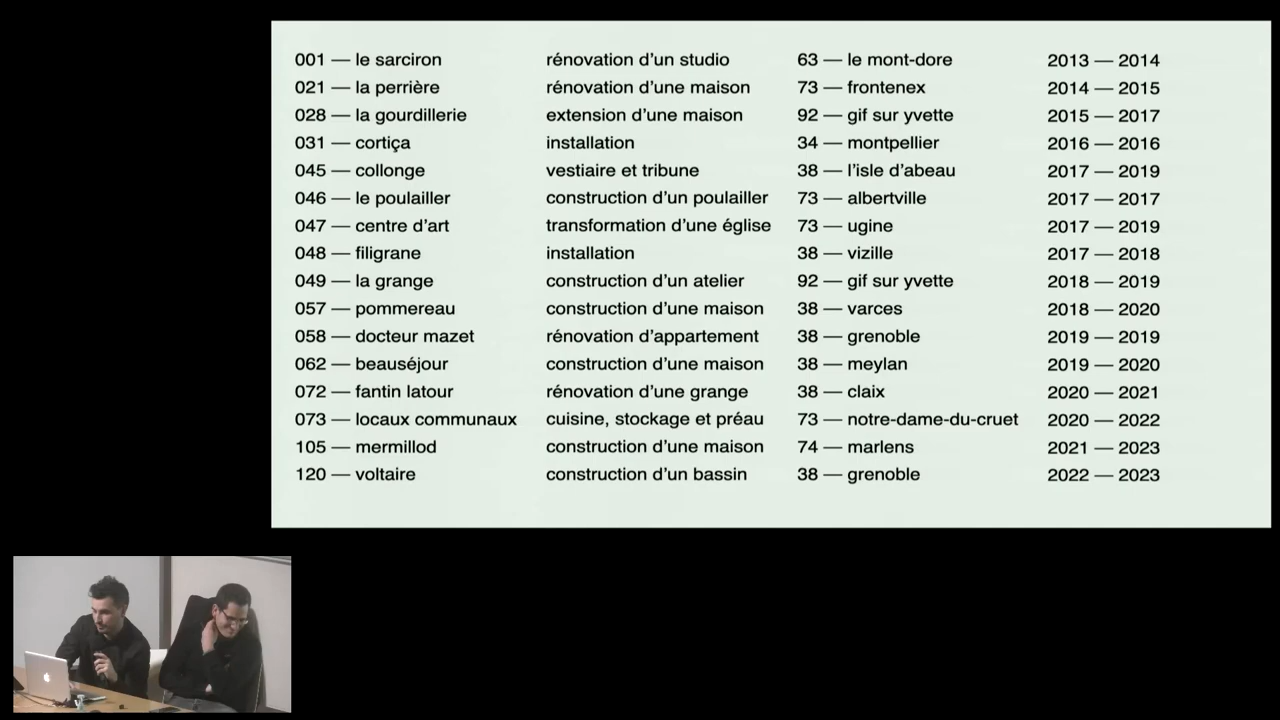 001 — le sarciron rénovation d'un studio 63 — le mont-dore 2013 — 2014
021 — la perrière rénovation d'une maison 73 — frontenex 2014 — 2015
028 — la gourdillerie extension d'une maison 92 — gif sur yvette 2015 — 2017
031 — cortiça installation 34 — montpellier 2016 — 2016
045 — collonge vestiaire et tribune 38 — l'isle d'abeau 2017 — 2019
046 — le poulailler construction d'un poulailler 73 — albertville 2017 — 2017
047 — centre d'art transformation d'une église 73 — ugine 2017 — 2019
048 — filigrane installation 38 — vizille 2017 — 2018
049 — la grange construction d'un atelier 92 — gif sur yvette 2018 — 2019
057 — pommereau construction d'une maison 38 — varces 2018 — 2020
058 — docteur mazet rénovation d'appartement 38 — grenoble 2019 — 2019
062 — beauséjour construction d'une maison 38 — meylan 2019 — 2020
072 — fantin latour rénovation d'une grange 38 — claix 2020 — 2021
073 — locaux communaux cuisine, stockage et préau 73 — notre-dame-du-cruet 2020 — 2022
105 — mermillod construction d'une maison 74 — marlens 2021 — 2023
120 — voltaire construction d'un bassin 38 — grenoble 2022 — 2023